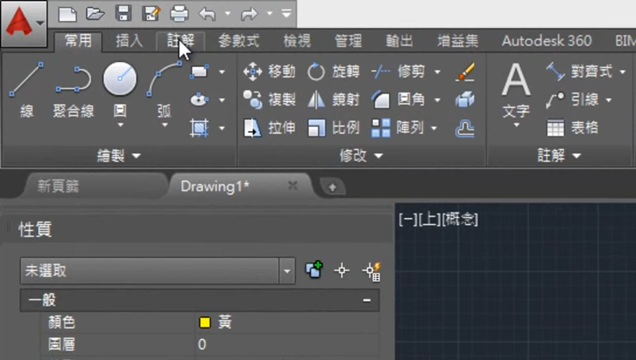 常用 插入 註解 參數式 檢視 管理 輸出 增益集 Autodesk 360 BIM
移動 旋轉 修剪 對齊式
線 聚合線 圓 弧 複製 鏡射 圓角 文字 引線
拉伸 比例 陣列 表格
繪製 修改 註解
新頁籤 Drawing1*
性質 [−][上][概念]
未選取
一般
顏色 黃
圖層 0